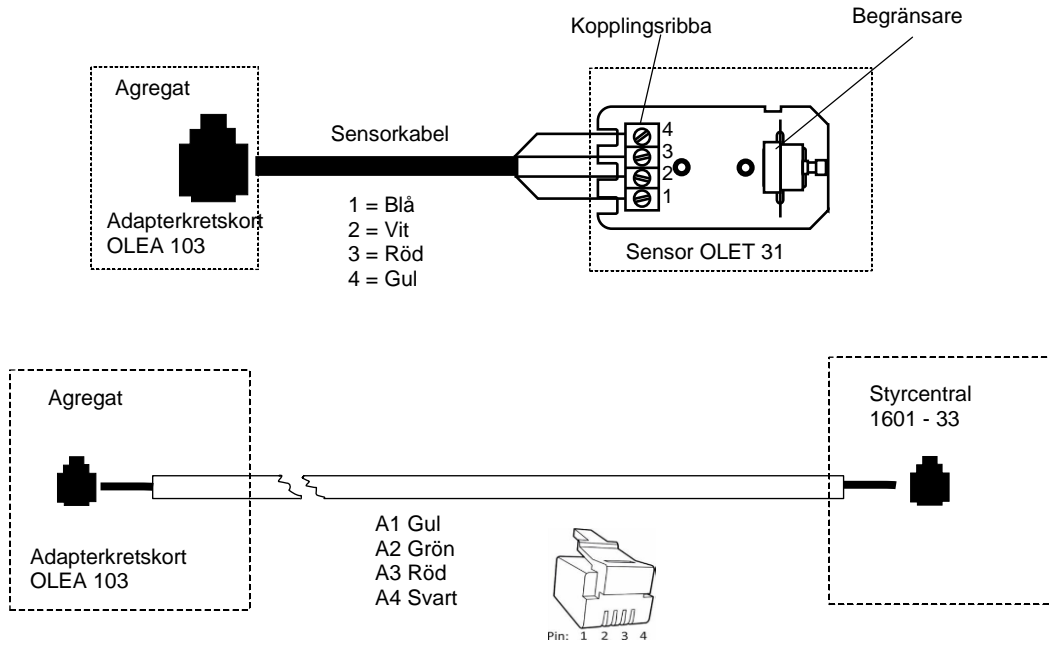 Kopplingsribba
Begränsare
Agregat
Sensorkabel
4
3
2
1
Adapterkretskort
OLEA 103
1 = Blå
2 = Vit
3 = Röd
4 = Gul
Sensor OLET 31
Agregat
Styrcentral
1601 - 33
Adapterkretskort
OLEA 103
A1 Gul
A2 Grön
A3 Röd
A4 Svart
Pin: 1 2 3 4